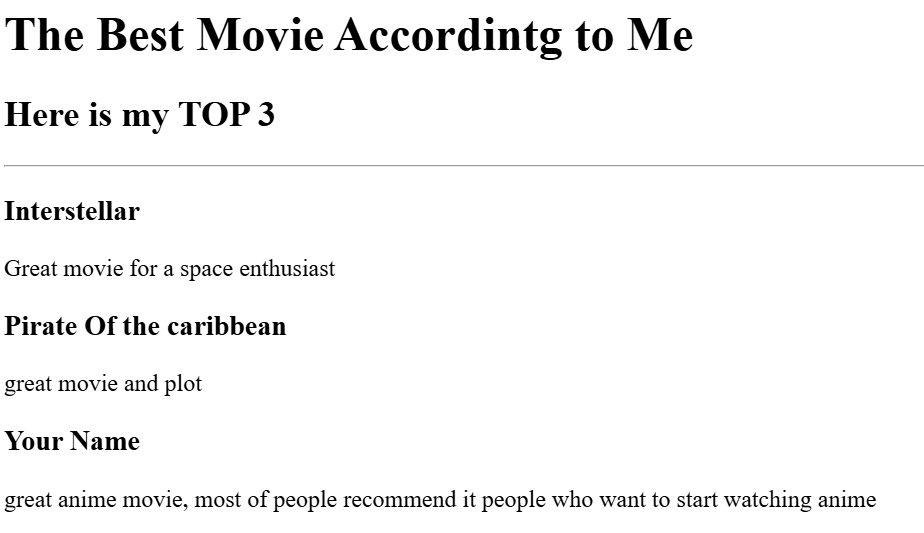 The Best Movie Accordintg to Me
Here is my TOP 3
Interstellar
Great movie for a space enthusiast
Pirate Of the caribbean
great movie and plot
Your Name
great anime movie, most of people recommend it people who want to start watching anime